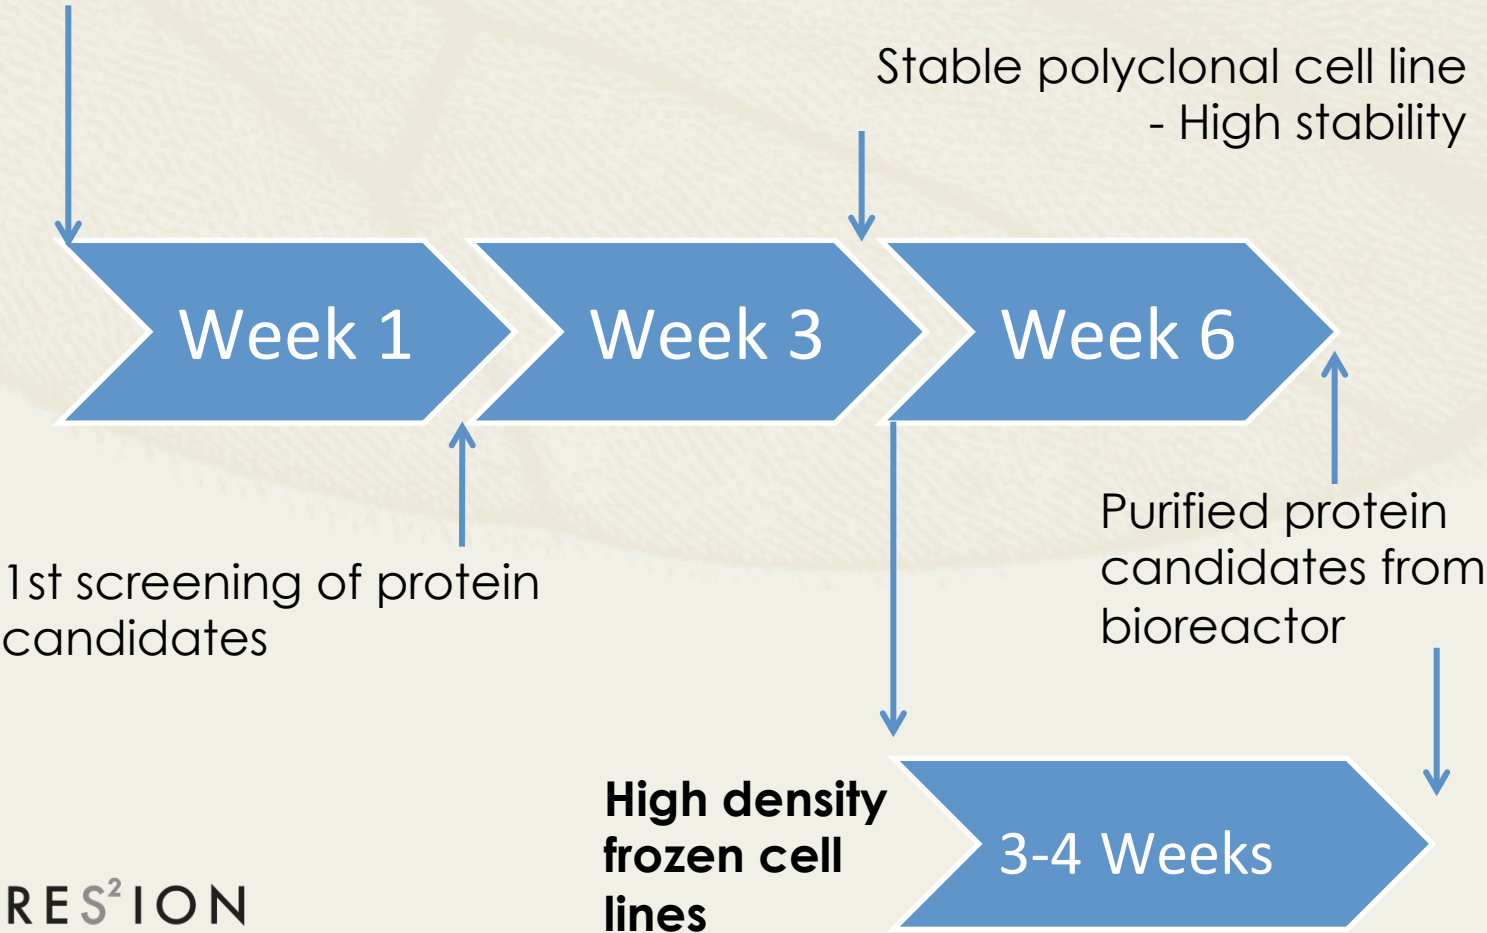 Stable polyclonal cell line
- High stability
Week 1
Week 3
Week 6
1st screening of protein
candidates
Purified protein
candidates from
bioreactor
High density
frozen cell
lines
3-4 Weeks
RES²ION